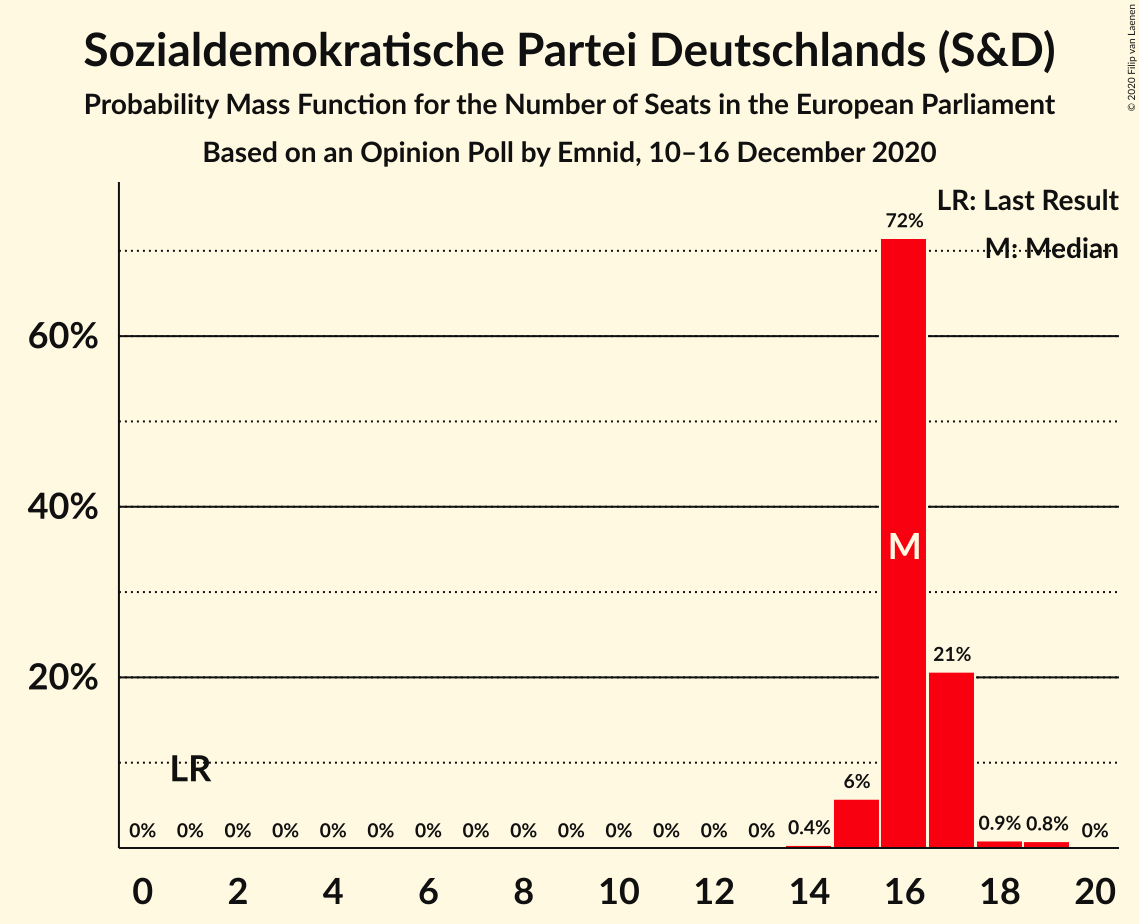 Sozialdemokratische Partei Deutschlands (S&D)
Probability Mass Function for the Number of Seats in the European Parliament
Based on an Opinion Poll by Emnid, 10–16 December 2020
© 2020 Filip van Laenen
LR: Last Result
M: Median
72%
60%
40%
M
21%
20%
LR
6%
0% 0% 0% 0% 0% 0% 0% 0% 0% 0% 0% 0% 0% 0% 0.4% 0.9% 0.8% 0%
0 2 4 6 8 10 12 14 16 18 20